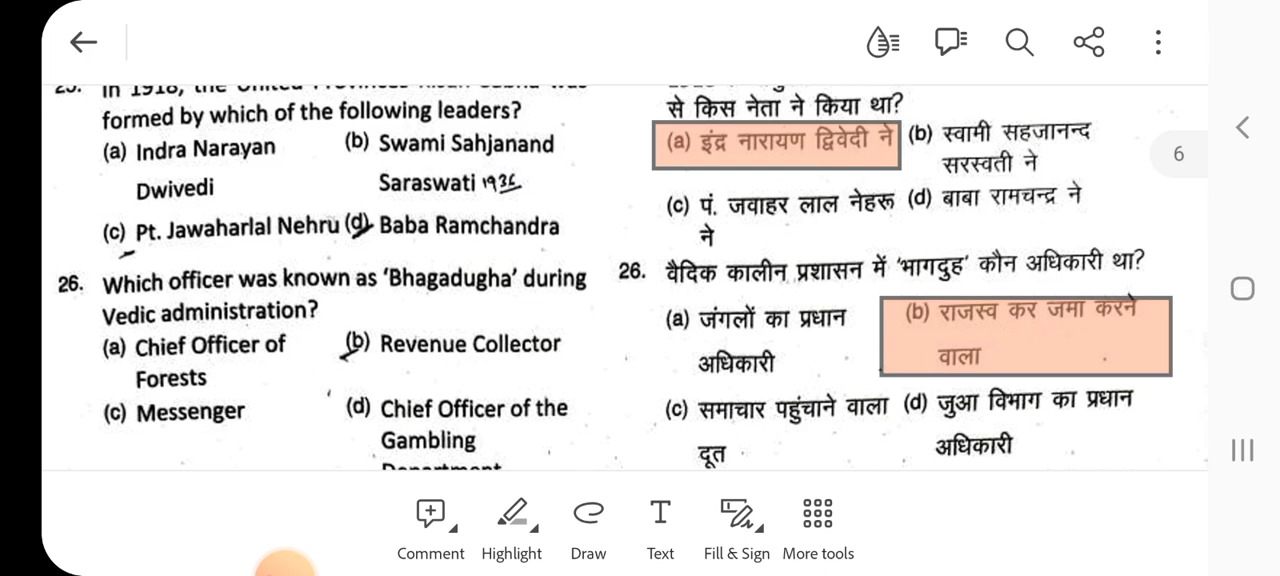 formed by which of the following leaders?
(a) Indra Narayan Dwivedi
(b) Swami Sahjanand Saraswati 1936
(c) Pt. Jawaharlal Nehru (d) Baba Ramchandra
26. Which officer was known as 'Bhagadugha' during
Vedic administration?
(a) Chief Officer of
Forests
(b) Revenue Collector
(c) Messenger
(d) Chief Officer of the
Gambling
Department
से किस नेता ने किया था?
(a) इंद्र नारायण द्विवेदी ने (b) स्वामी सहजानन्द
सरस्वती ने
(c) पं. जवाहर लाल नेहरू (d) बाबा रामचन्द्र ने
ने
26. वैदिक कालीन प्रशासन में 'भागदुह' कौन अधिकारी था?
(a) जंगलों का प्रधान
अधिकारी
(b) राजस्व कर जमा करने
वाला
(c) समाचार पहुंचाने वाला (d) जुआ विभाग का प्रधान
दूत
अधिकारी
6
Comment
Highlight
Draw
Text
Fill & Sign
More tools